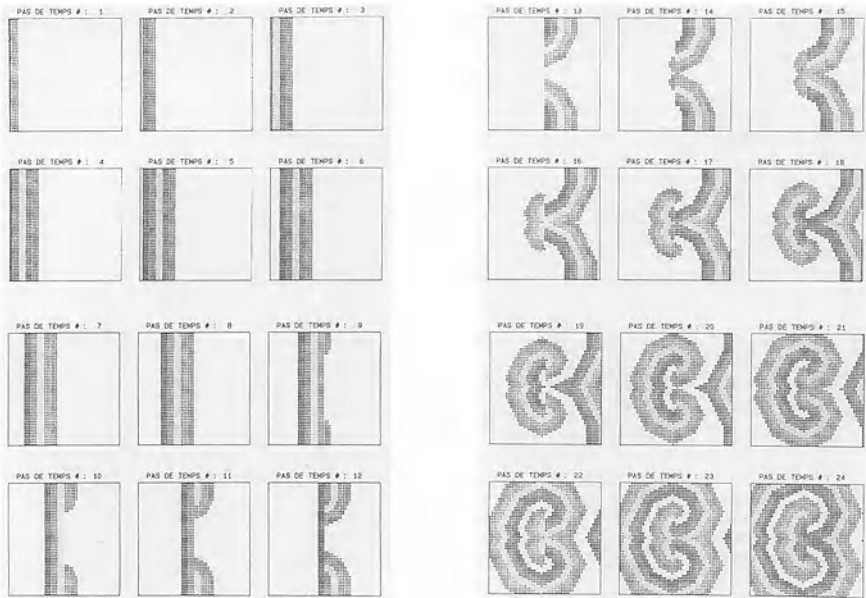 PAS DE TEMPS # : 1
PAS DE TEMPS # : 2
PAS DE TEMPS # : 3
PAS DE TEMPS # : 4
PAS DE TEMPS # : 5
PAS DE TEMPS # : 6
PAS DE TEMPS # : 7
PAS DE TEMPS # : 8
PAS DE TEMPS # : 9
PAS DE TEMPS # : 10
PAS DE TEMPS # : 11
PAS DE TEMPS # : 12
PAS DE TEMPS # : 13
PAS DE TEMPS # : 14
PAS DE TEMPS # : 15
PAS DE TEMPS # : 16
PAS DE TEMPS # : 17
PAS DE TEMPS # : 18
PAS DE TEMPS # : 19
PAS DE TEMPS # : 20
PAS DE TEMPS # : 21
PAS DE TEMPS # : 22
PAS DE TEMPS # : 23
PAS DE TEMPS # : 24